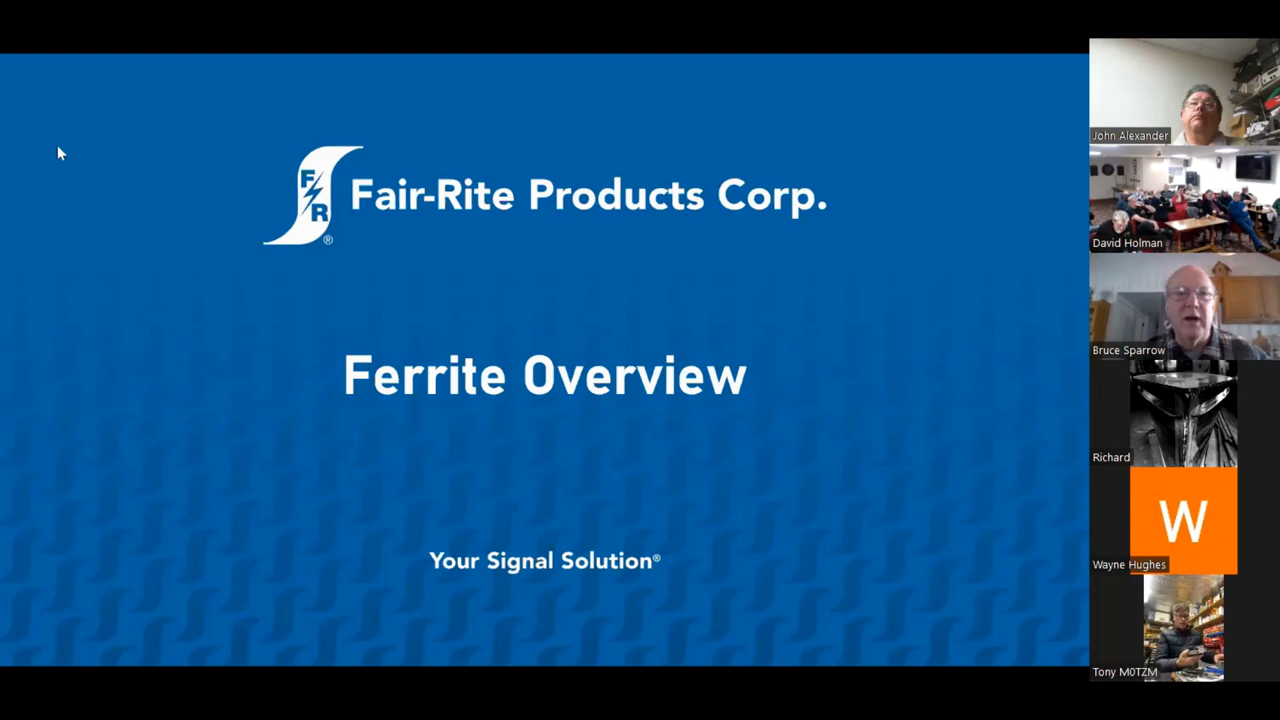 F
R
®
Fair-Rite Products Corp.
Ferrite Overview
Your Signal Solution®
John Alexander
David Holman
Bruce Sparrow
Richard
W
Wayne Hughes
Tony M0TZM